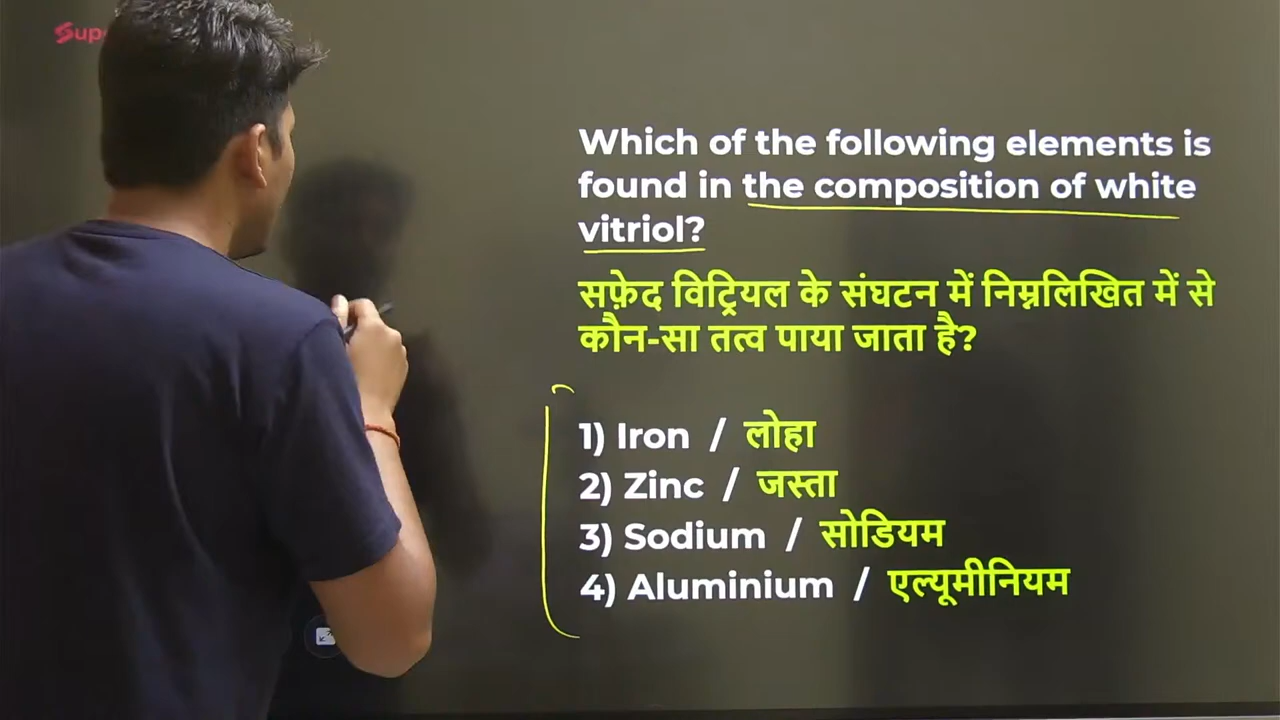 Which of the following elements is
found in the composition of white
vitriol?
सफ़ेद विट्रियल के संघटन में निम्नलिखित में से
कौन-सा तत्व पाया जाता है?
1) Iron / लोहा
2) Zinc / जस्ता
3) Sodium / सोडियम
4) Aluminium / एल्यूमीनियम